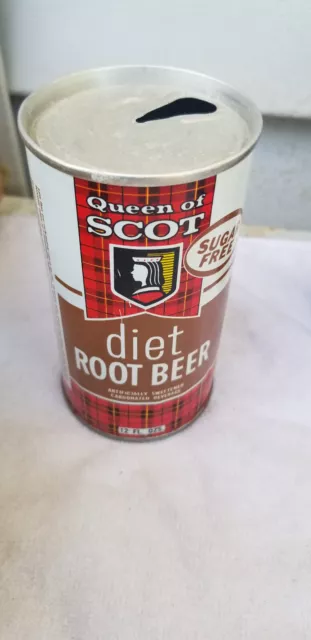 Queen of
SCOT
SUGAR
FREE
diet
ROOT BEER
ARTIFICIALLY SWEETENED
CARBONATED BEVERAGE
12 FL. OZS.